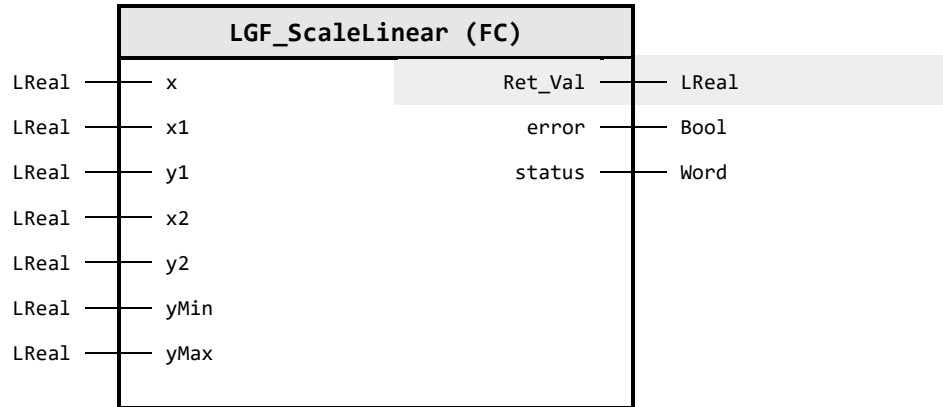 LGF_ScaleLinear (FC)
LReal x Ret_Val LReal
LReal x1 error Bool
LReal y1 status Word
LReal x2
LReal y2
LReal yMin
LReal yMax